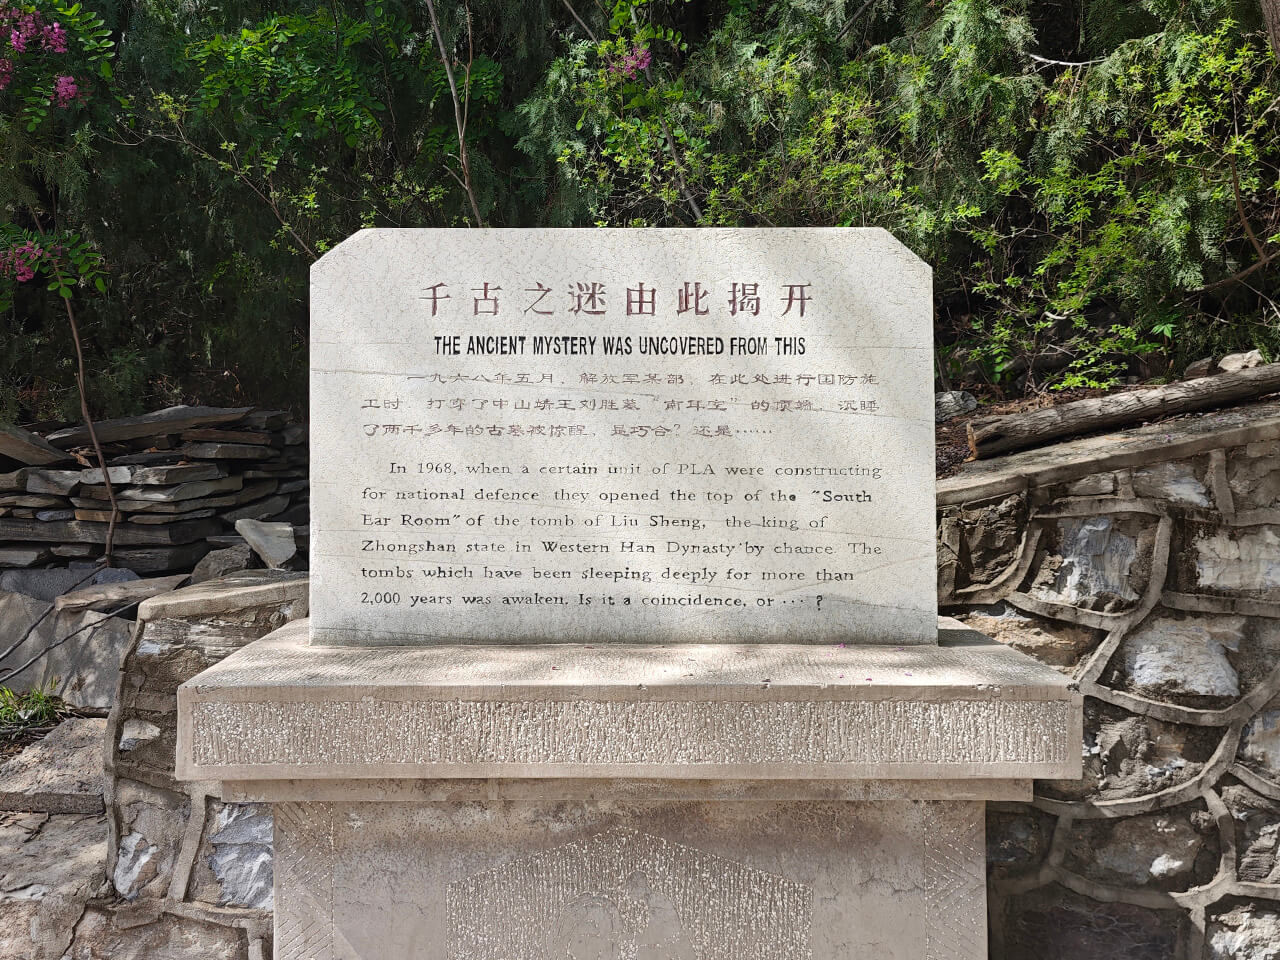 千古之谜由此揭开
THE ANCIENT MYSTERY WAS UNCOVERED FROM THIS
一九六八年五月，解放军某部，在此处进行国防施
工时，打穿了中山靖王刘胜墓“南耳室”的顶端，沉睡
了两千多年的古墓被惊醒，是巧合？还是······
In 1968, when a certain unit of PLA were constructing
for national defence they opened the top of the "South
Ear Room" of the tomb of Liu Sheng, the king of
Zhongshan state in Western Han Dynasty by chance. The
tombs which have been sleeping deeply for more than
2,000 years was awaken. Is it a coincidence, or ··· ?